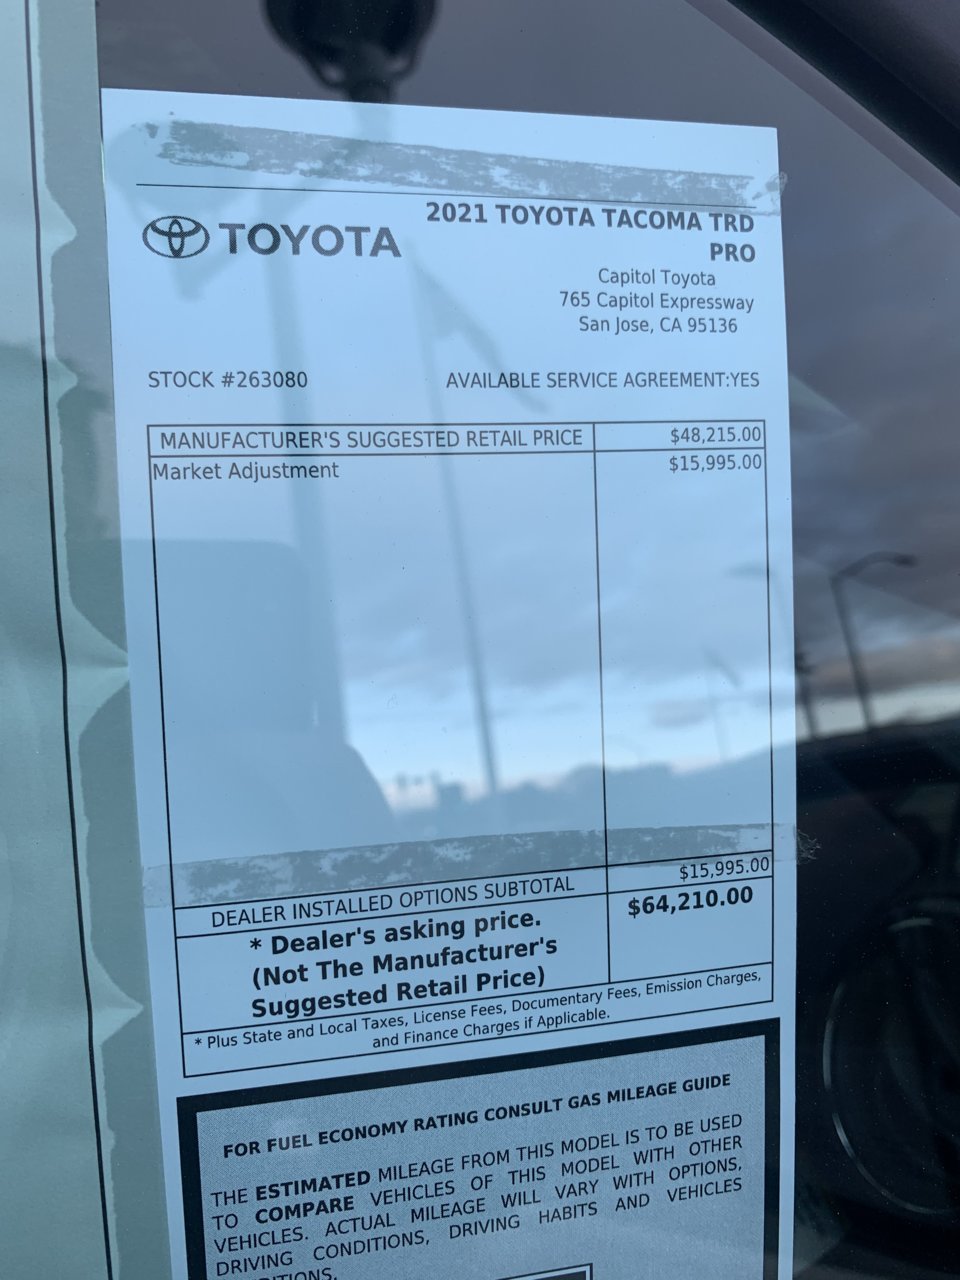 2021 TOYOTA TACOMA TRD
PRO
TOYOTA
Capitol Toyota
765 Capitol Expressway
San Jose, CA 95136
STOCK #263080 AVAILABLE SERVICE AGREEMENT:YES
MANUFACTURER'S SUGGESTED RETAIL PRICE $48,215.00
Market Adjustment $15,995.00
DEALER INSTALLED OPTIONS SUBTOTAL $15,995.00
* Dealer's asking price. $64,210.00
(Not The Manufacturer's
Suggested Retail Price)
* Plus State and Local Taxes, License Fees, Documentary Fees, Emission Charges,
and Finance Charges if Applicable.
FOR FUEL ECONOMY RATING CONSULT GAS MILEAGE GUIDE
THE ESTIMATED MILEAGE FROM THIS MODEL IS TO BE USED
TO COMPARE VEHICLES OF THIS MODEL WITH OTHER
VEHICLES. ACTUAL MILEAGE WILL VARY WITH OPTIONS,
DRIVING CONDITIONS, DRIVING HABITS AND VEHICLES